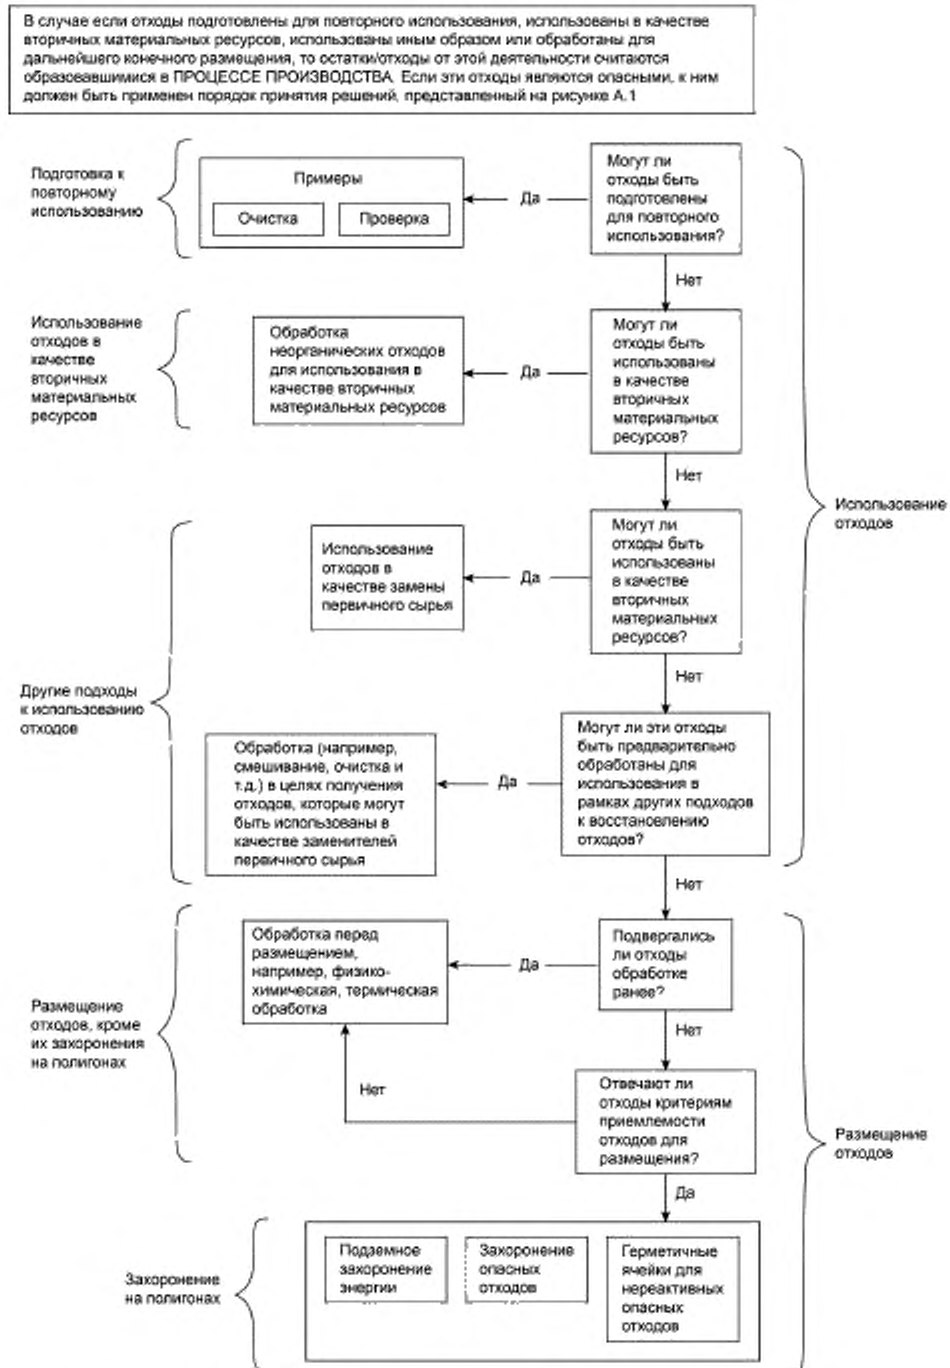 В случае если отходы подготовлены для повторного использования, использованы в качестве
вторичных материальных ресурсов, использованы иным образом или обработаны для
дальнейшего конечного размещения, то остатки/отходы от этой деятельности считаются
образовавшимися в ПРОЦЕССЕ ПРОИЗВОДСТВА. Если эти отходы являются опасными, к ним
должен быть применен порядок принятия решений, представленный на рисунке А.1
Подготовка к
повторному
использованию
Примеры
Очистка
Проверка
Да
Могут ли
отходы быть
подготовлены
для повторного
использования?
Нет
Использование
отходов в
качестве
вторичных
материальных
ресурсов
Обработка
неорганических отходов
для использования в
качестве вторичных
материальных ресурсов
Да
Могут ли
отходы быть
использованы
в качестве
вторичных
материальных
ресурсов?
Нет
Использование
отходов
Использование
отходов в
качестве замены
первичного сырья
Да
Могут ли
отходы быть
использованы
в качестве
вторичных
материальных
ресурсов?
Нет
Другие подходы
к использованию
отходов
Обработка (например,
смешивание, очистка и
т.д.) в целях получения
отходов, которые могут
быть использованы в
качестве заменителей
первичного сырья
Да
Могут ли эти отходы
быть предварительно
обработаны для
использования в
рамках других подходов
к восстановлению
отходов?
Нет
Размещение
отходов, кроме
их захоронения
на полигонах
Обработка перед
размещением,
например, физико-
химическая, термическая
обработка
Да
Подвергались
ли отходы
обработке
ранее?
Нет
Нет
Отвечают ли
отходы критериям
приемлемости
отходов для
размещения?
Да
Размещение
отходов
Захоронение
на полигонах
Подземное
захоронение
энергии
Захоронение
опасных
отходов
Герметичные
ячейки для
нереактивных
опасных
отходов